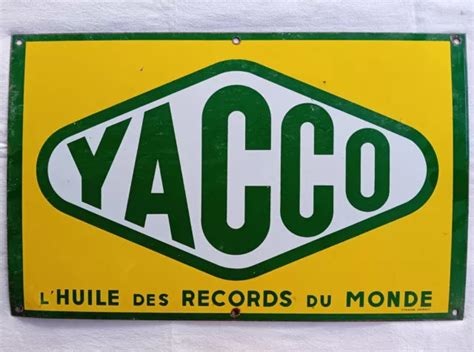 YACCO
L'HUILE DES RECORDS DU MONDE